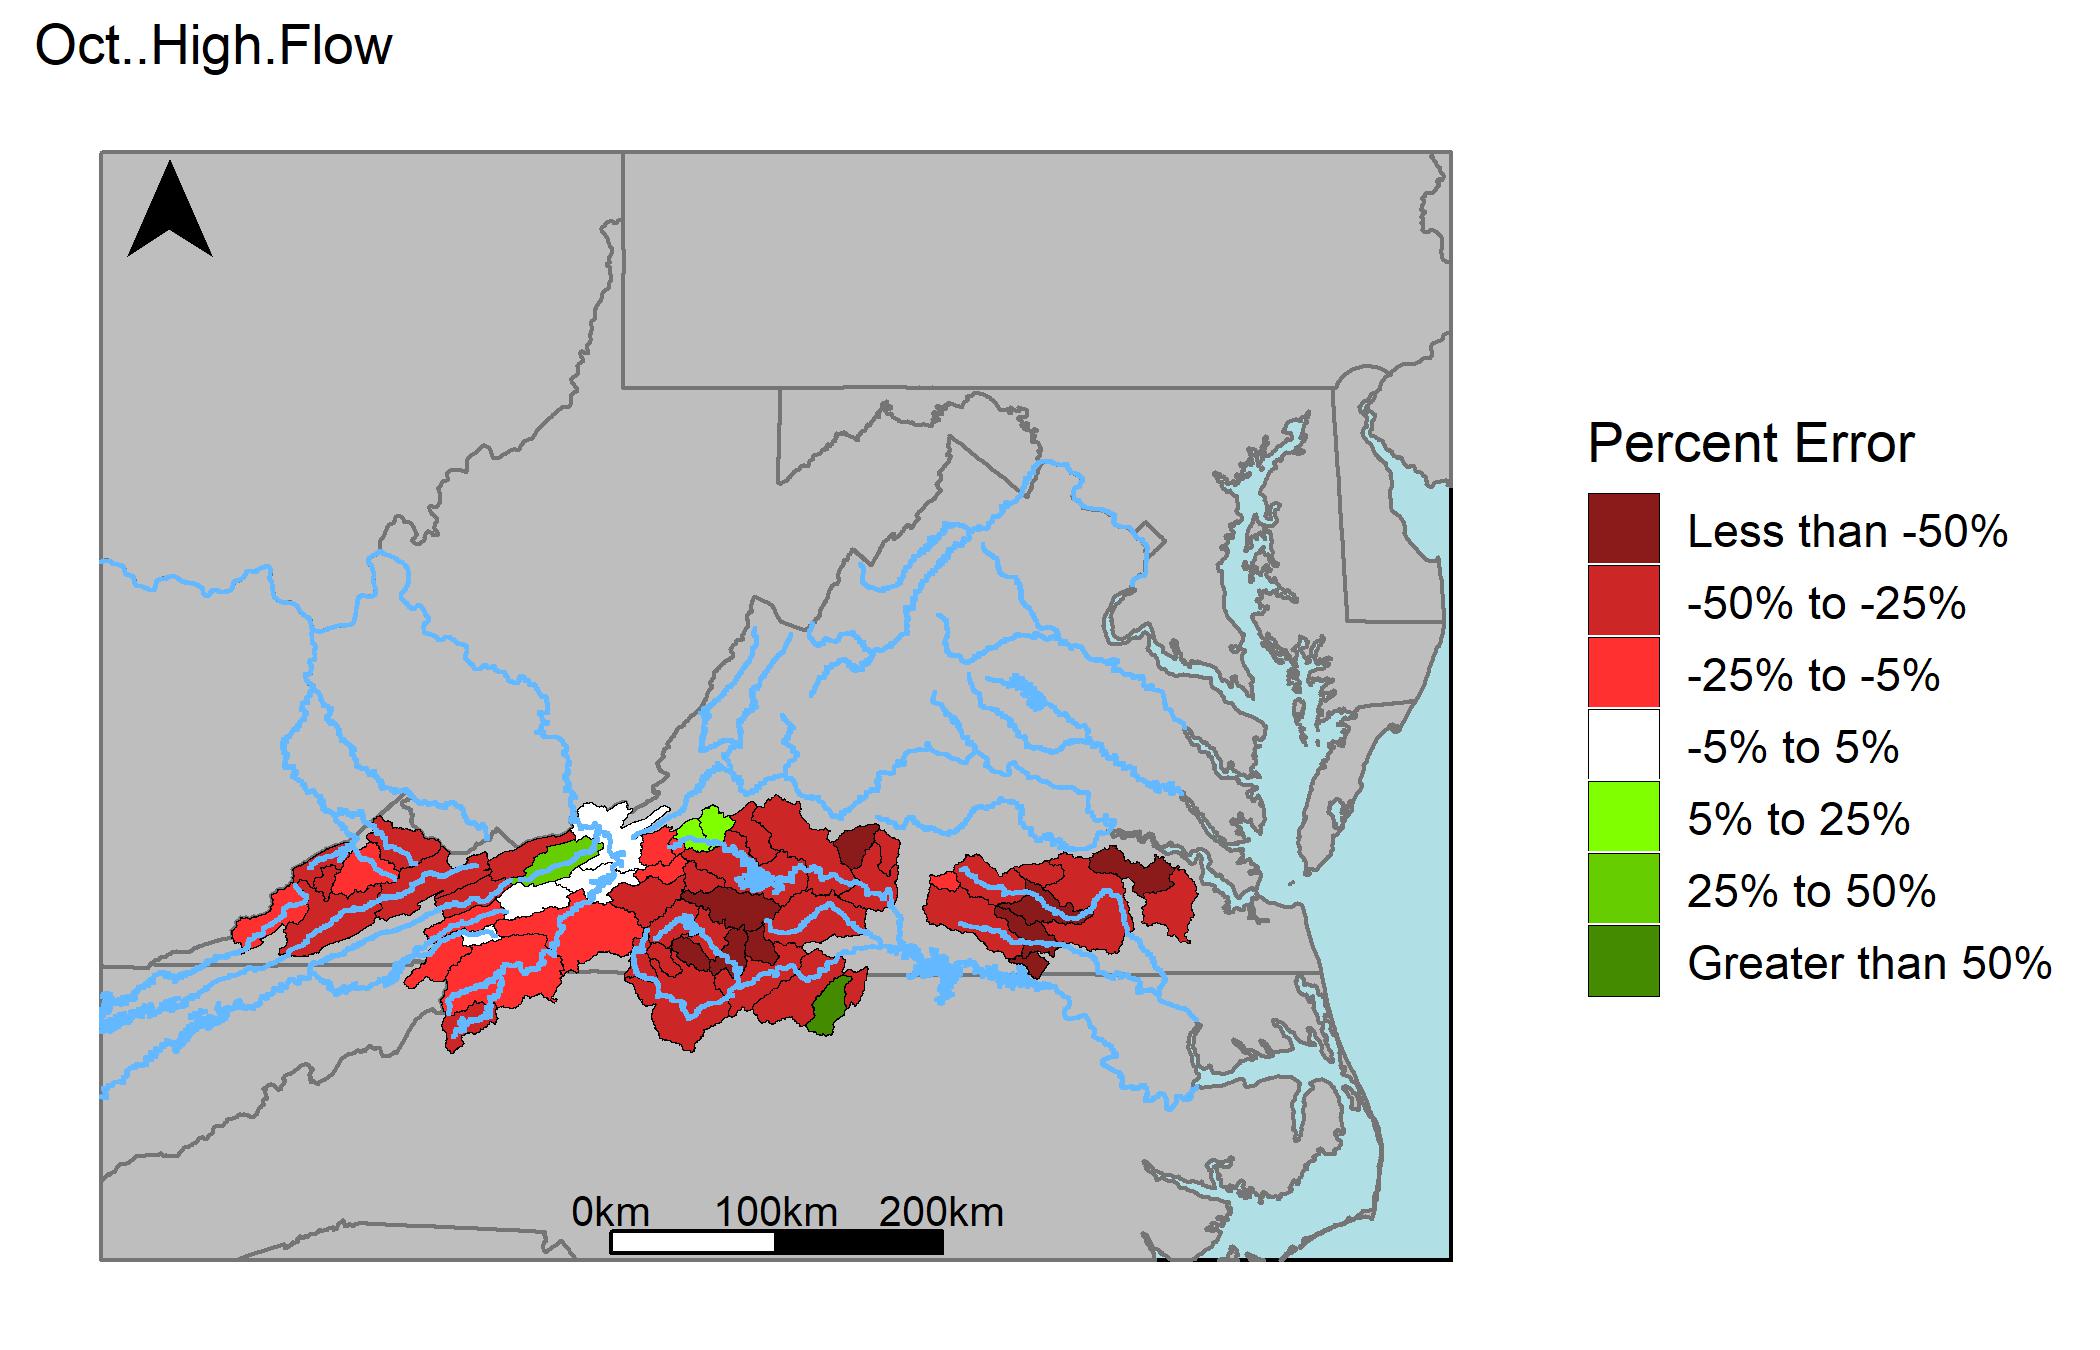 Oct..High.Flow
Percent Error
Less than -50%
-50% to -25%
-25% to -5%
-5% to 5%
5% to 25%
25% to 50%
Greater than 50%
0km 100km 200km